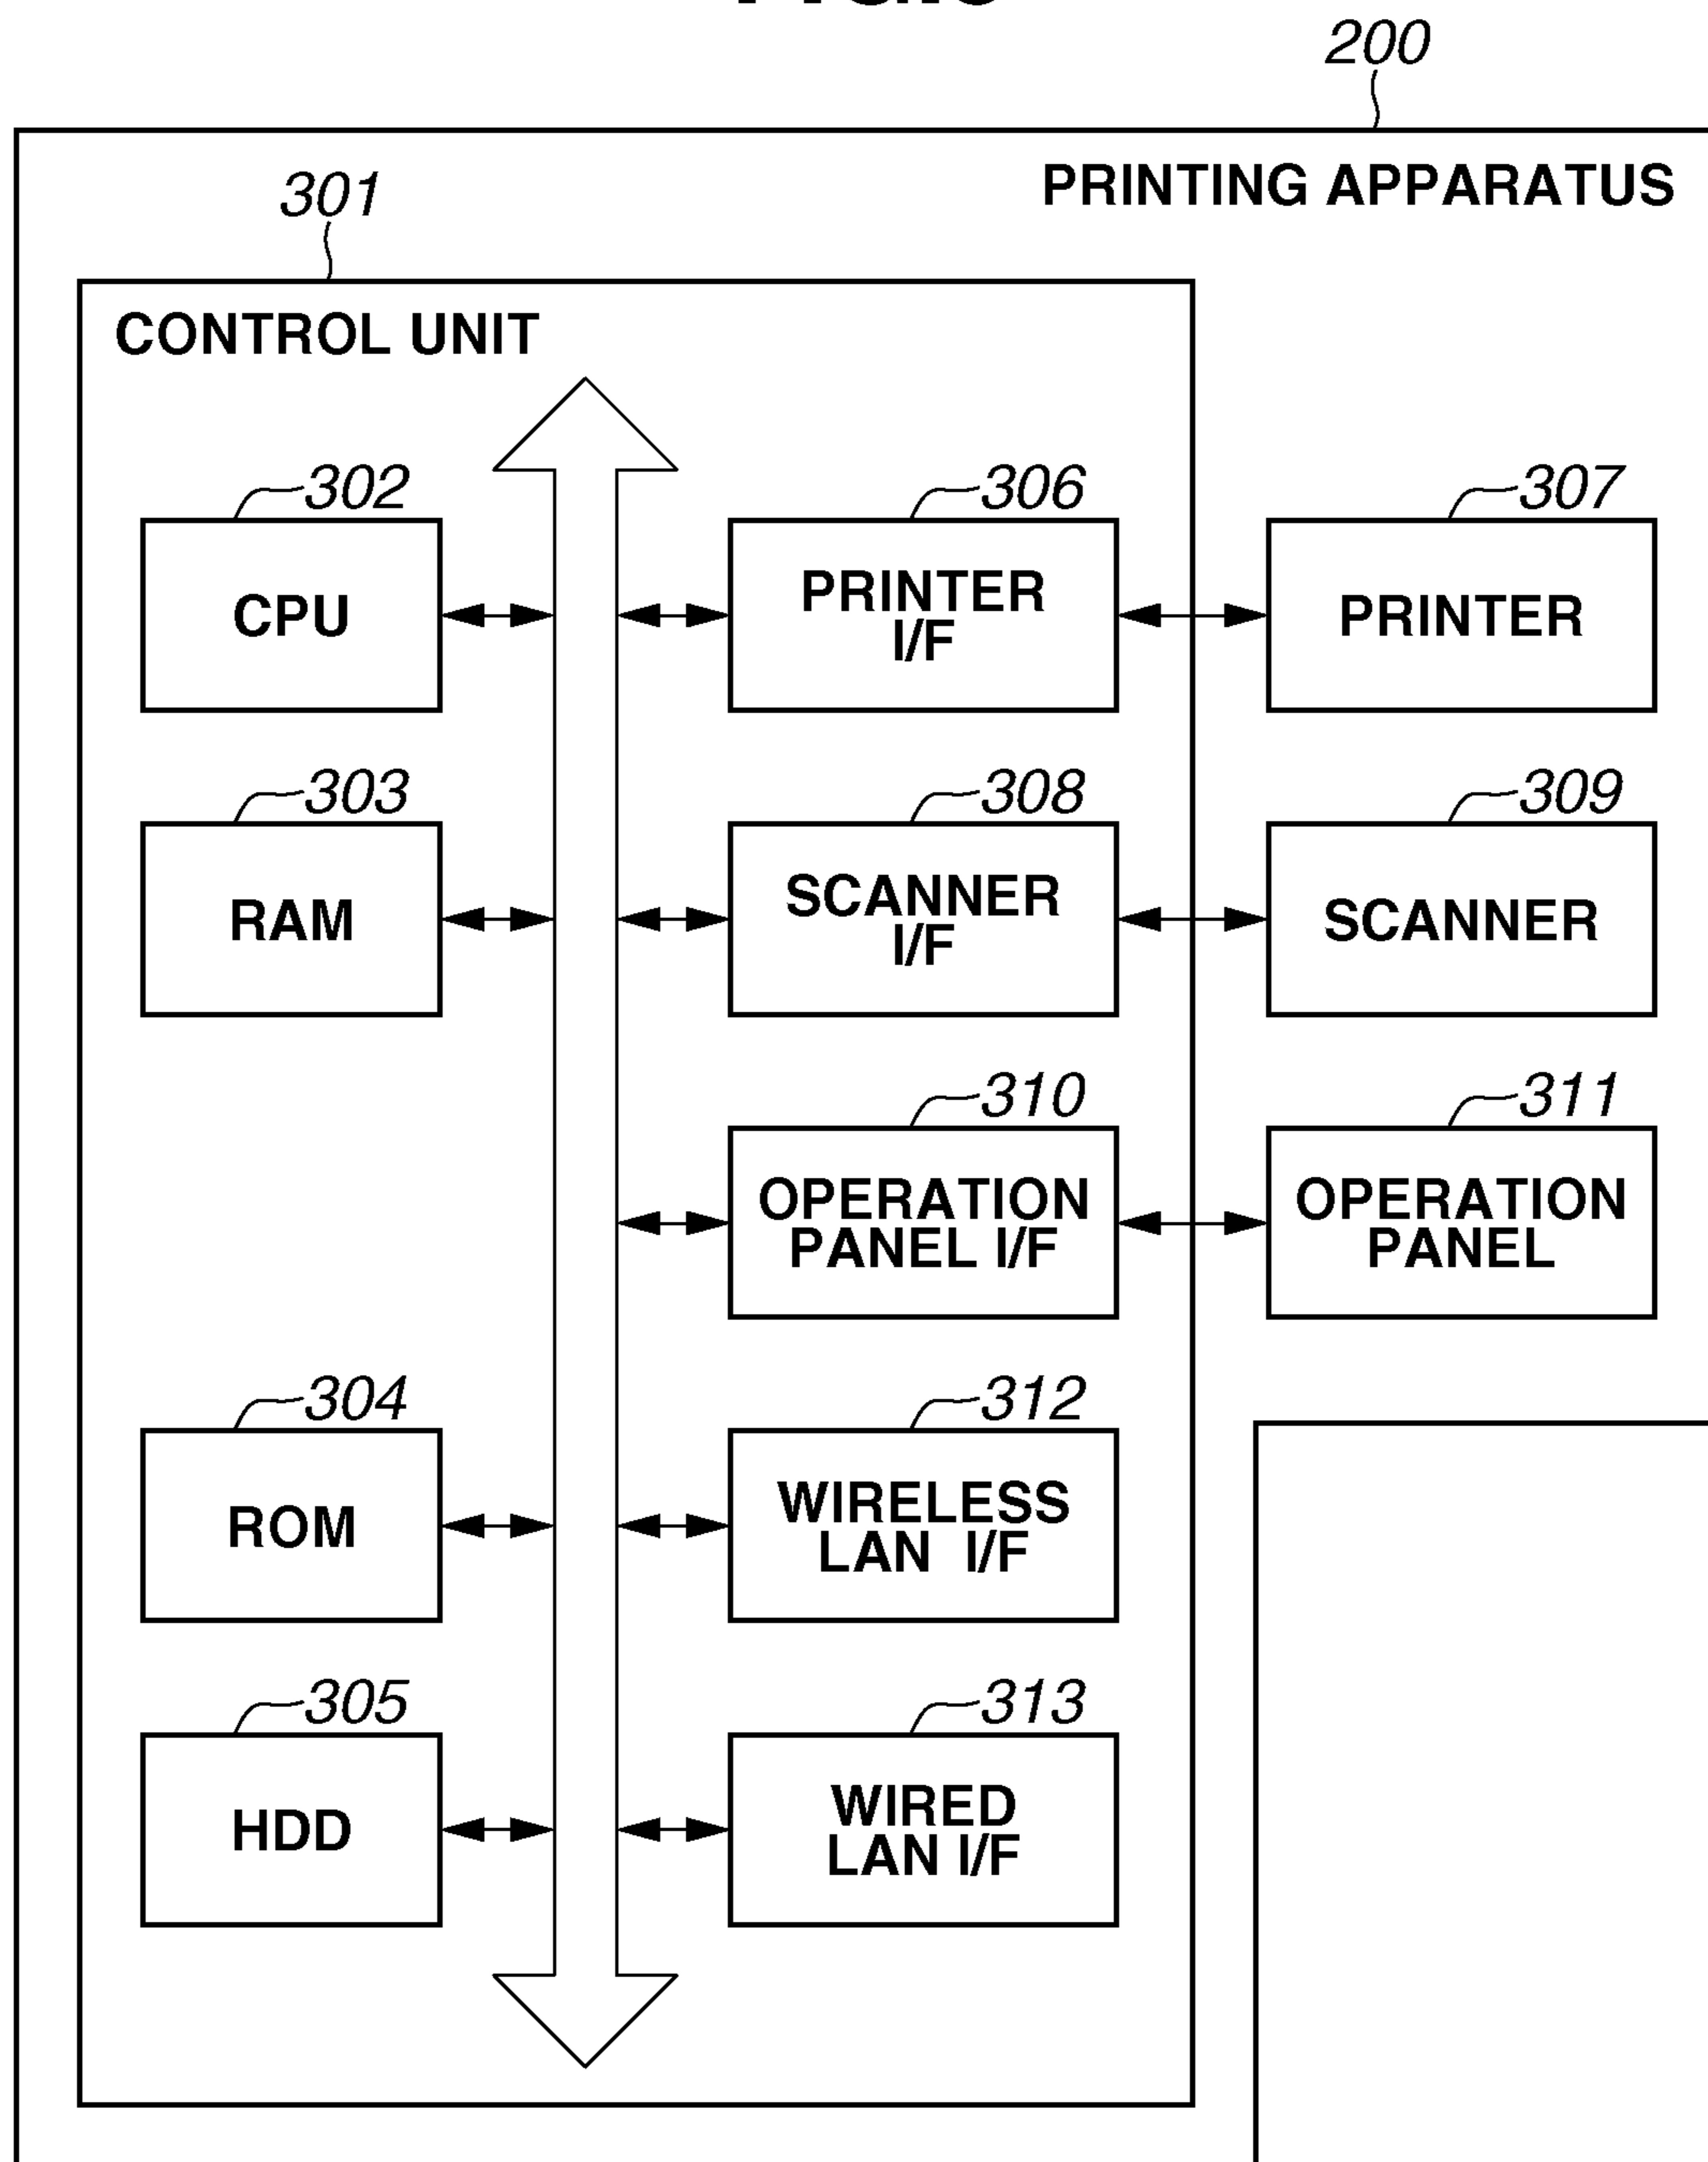 200
PRINTING APPARATUS
301
CONTROL UNIT
302
CPU
306
PRINTER
I/F
307
PRINTER
303
RAM
308
SCANNER
I/F
309
SCANNER
310
OPERATION
PANEL I/F
311
OPERATION
PANEL
304
ROM
312
WIRELESS
LAN I/F
305
HDD
313
WIRED
LAN I/F